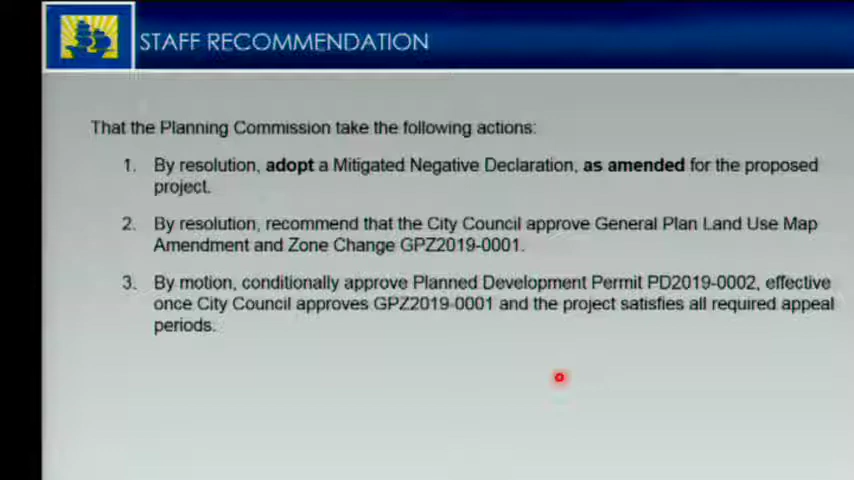 STAFF RECOMMENDATION
That the Planning Commission take the following actions:
1. By resolution, adopt a Mitigated Negative Declaration, as amended for the proposed
project.
2. By resolution, recommend that the City Council approve General Plan Land Use Map
Amendment and Zone Change GPZ2019-0001.
3. By motion, conditionally approve Planned Development Permit PD2019-0002, effective
once City Council approves GPZ2019-0001 and the project satisfies all required appeal
periods.